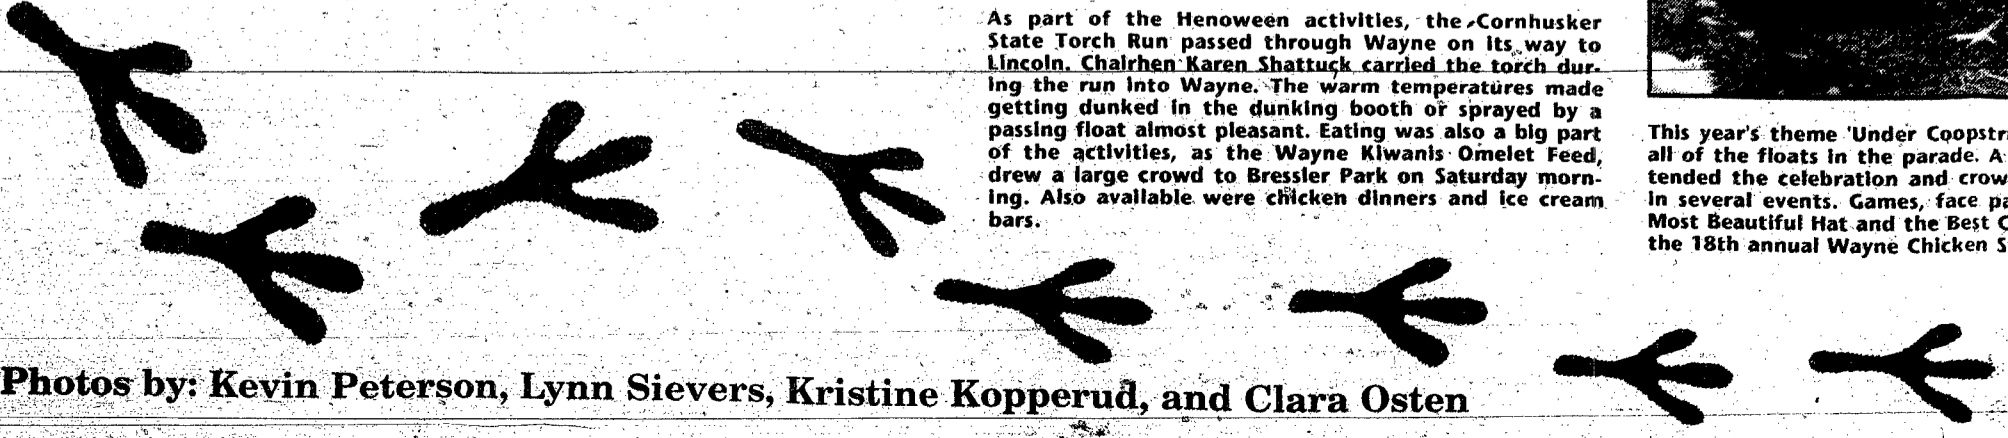 As part of the Henoween activities, the Cornhusker
State Torch Run passed through Wayne on its way to
Lincoln. Chairhen Karen Shattuck carried the torch dur-
ing the run into Wayne. The warm temperatures made
getting dunked in the dunking booth or sprayed by a
passing float almost pleasant. Eating was also a big part
of the activities, as the Wayne Kiwanis Omelet Feed,
drew a large crowd to Bressler Park on Saturday morn-
ing. Also available were chicken dinners and ice cream
bars.
This year's theme 'Under Coopstr
all of the floats in the parade. A
tended the celebration and crow
in several events. Games, face pa
Most Beautiful Hat and the Best C
the 18th annual Wayne Chicken S
Photos by: Kevin Peterson, Lynn Sievers, Kristine Kopperud, and Clara Osten